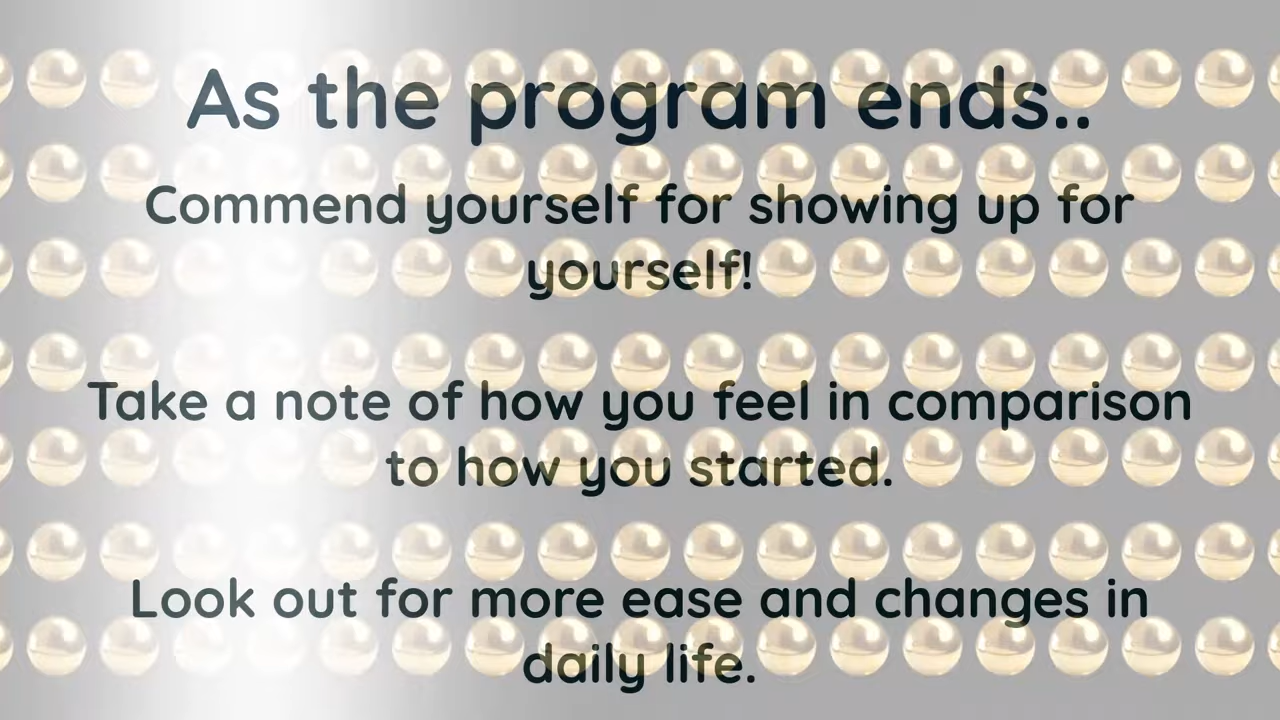 As the program ends..
Commend yourself for showing up for
yourself!
Take a note of how you feel in comparison
to how you started.
Look out for more ease and changes in
daily life.